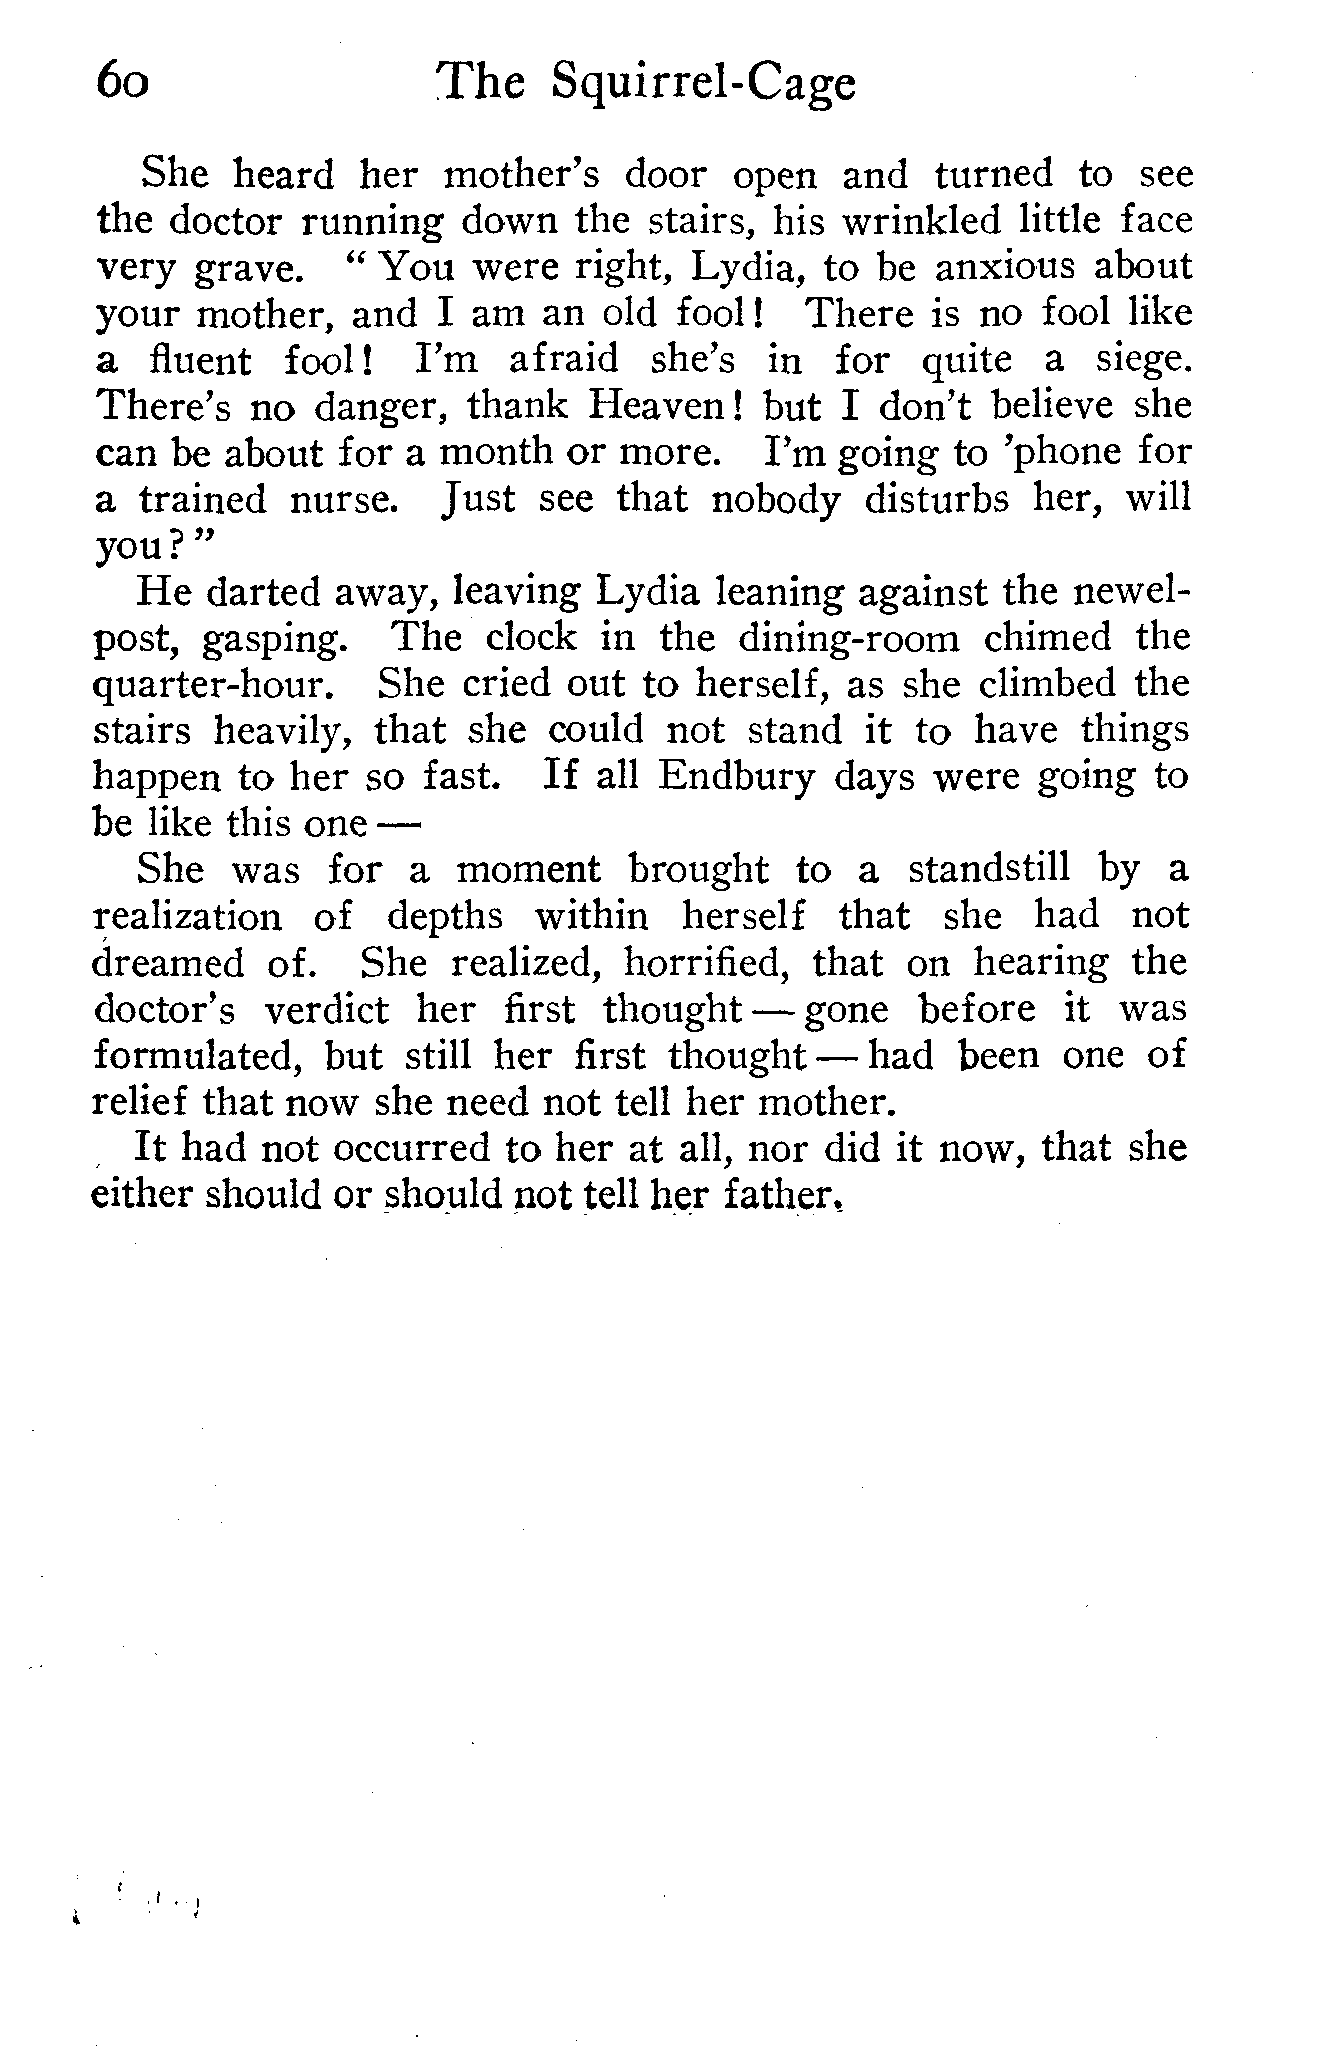 60 The Squirrel-Cage
She heard her mother's door open and turned to see
the doctor running down the stairs, his wrinkled little face
very grave. " You were right, Lydia, to be anxious about
your mother, and I am an old fool! There is no fool like
a fluent fool! I'm afraid she's in for quite a siege.
There's no danger, thank Heaven! but I don't believe she
can be about for a month or more. I'm going to 'phone for
a trained nurse. Just see that nobody disturbs her, will
you?"
He darted away, leaving Lydia leaning against the newel-
post, gasping. The clock in the dining-room chimed the
quarter-hour. She cried out to herself, as she climbed the
stairs heavily, that she could not stand it to have things
happen to her so fast. If all Endbury days were going to
be like this one —
She was for a moment brought to a standstill by a
realization of depths within herself that she had not
dreamed of. She realized, horrified, that on hearing the
doctor's verdict her first thought — gone before it was
formulated, but still her first thought — had been one of
relief that now she need not tell her mother.
It had not occurred to her at all, nor did it now, that she
either should or should not tell her father.